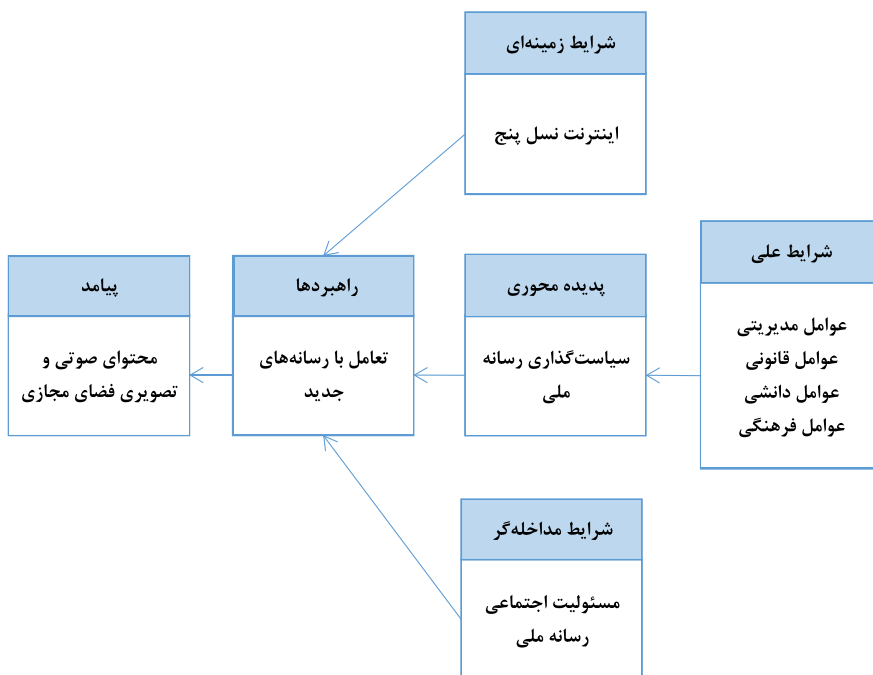 شرایط زمینه‌ای
اینترنت نسل پنج
شرایط علی
عوامل مدیریتی
عوامل قانونی
عوامل دانشی
عوامل فرهنگی
پدیده محوری
سیاست‌گذاری رسانه
ملی
راهبردها
تعامل با رسانه‌های
جدید
پیامد
محتوای صوتی و
تصویری فضای مجازی
شرایط مداخله‌گر
مسئولیت اجتماعی
رسانه ملی